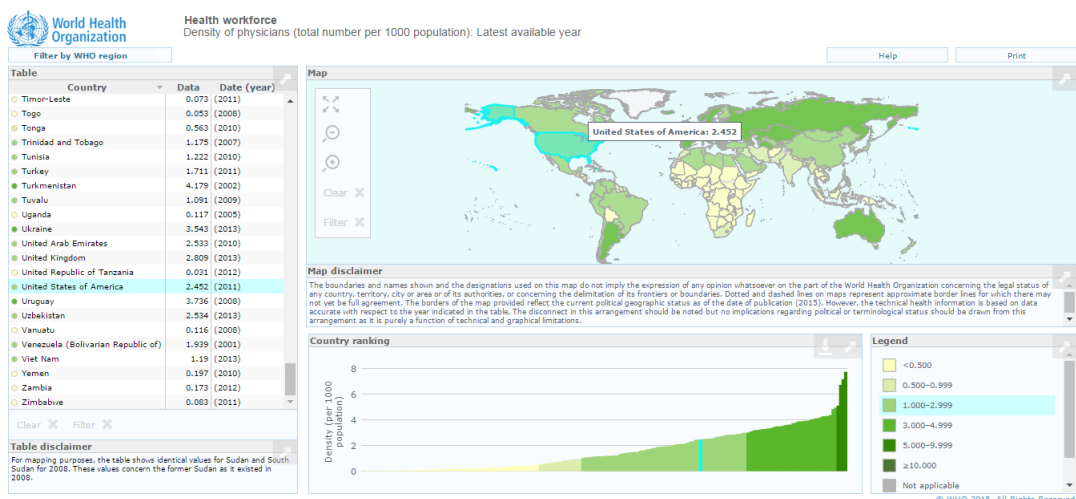 World Health
Organization
Health workforce
Density of physicians (total number per 1000 population): Latest available year
Filter by WHO region
Help
Print
Table
Country Data Date (year)
Timor-Leste 0.073 (2011)
Togo 0.053 (2008)
Tonga 0.563 (2010)
Trinidad and Tobago 1.175 (2007)
Tunisia 1.222 (2010)
Turkey 1.711 (2011)
Turkmenistan 4.179 (2002)
Tuvalu 1.091 (2009)
Uganda 0.117 (2005)
Ukraine 3.543 (2013)
United Arab Emirates 2.533 (2010)
United Kingdom 2.809 (2013)
United Republic of Tanzania 0.031 (2012)
United States of America 2.452 (2011)
Uruguay 3.736 (2008)
Uzbekistan 2.534 (2013)
Vanuatu 0.116 (2008)
Venezuela (Bolivarian Republic of) 1.939 (2001)
Viet Nam 1.19 (2013)
Yemen 0.197 (2010)
Zambia 0.173 (2012)
Zimbabwe 0.083 (2011)
Clear Filter
Table disclaimer
For mapping purposes, the table shows identical values for Sudan and South
Sudan for 2008. These values concern the former Sudan as it existed in
2008.
Map
Clear
Filter
United States of America: 2.452
Map disclaimer
The boundaries and names shown and the designations used on this map do not imply the expression of any opinion whatsoever on the part of the World Health Organization concerning the legal status of
any country, territory, city or area or of its authorities, or concerning the delimitation of its frontiers or boundaries. Dotted and dashed lines on maps represent approximate border lines for which there may
not yet be full agreement. The borders of the map provided reflect the current political geographic status as of the date of publication (2015). However, the technical health information is based on data
accurate with respect to the year indicated in the table. The disconnect in this arrangement should be noted but no implications regarding political or terminological status should be drawn from this
arrangement as it is purely a function of technical and graphical limitations.
Country ranking
Density (per 1000
population)
8
6
4
2
0
Legend
<0.500
0.500–0.999
1.000–2.999
3.000–4.999
5.000–9.999
≥10.000
Not applicable
© WHO 2015. All Rights Reserved